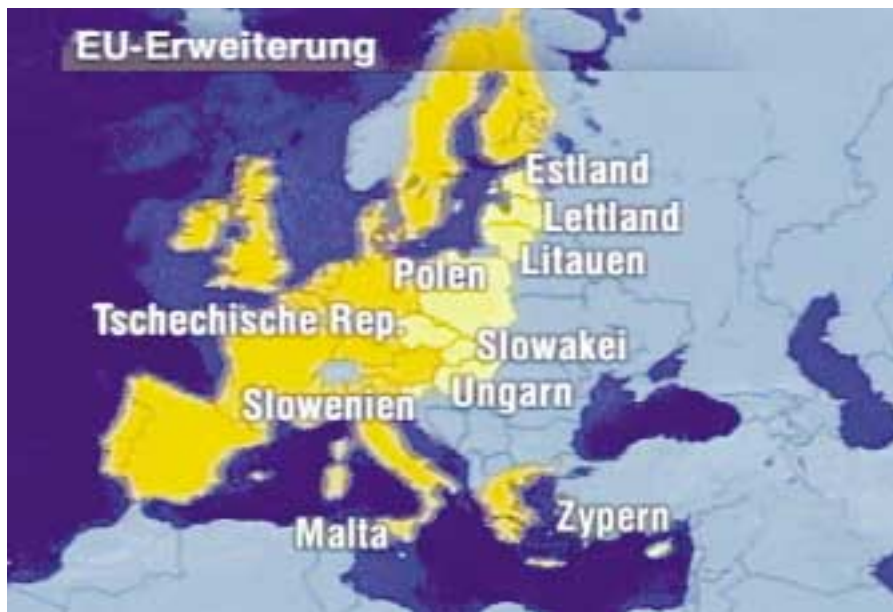 EU-Erweiterung
Estland
Lettland
Litauen
Polen
Tschechische Rep.
Slowakei
Ungarn
Slowenien
Zypern
Malta